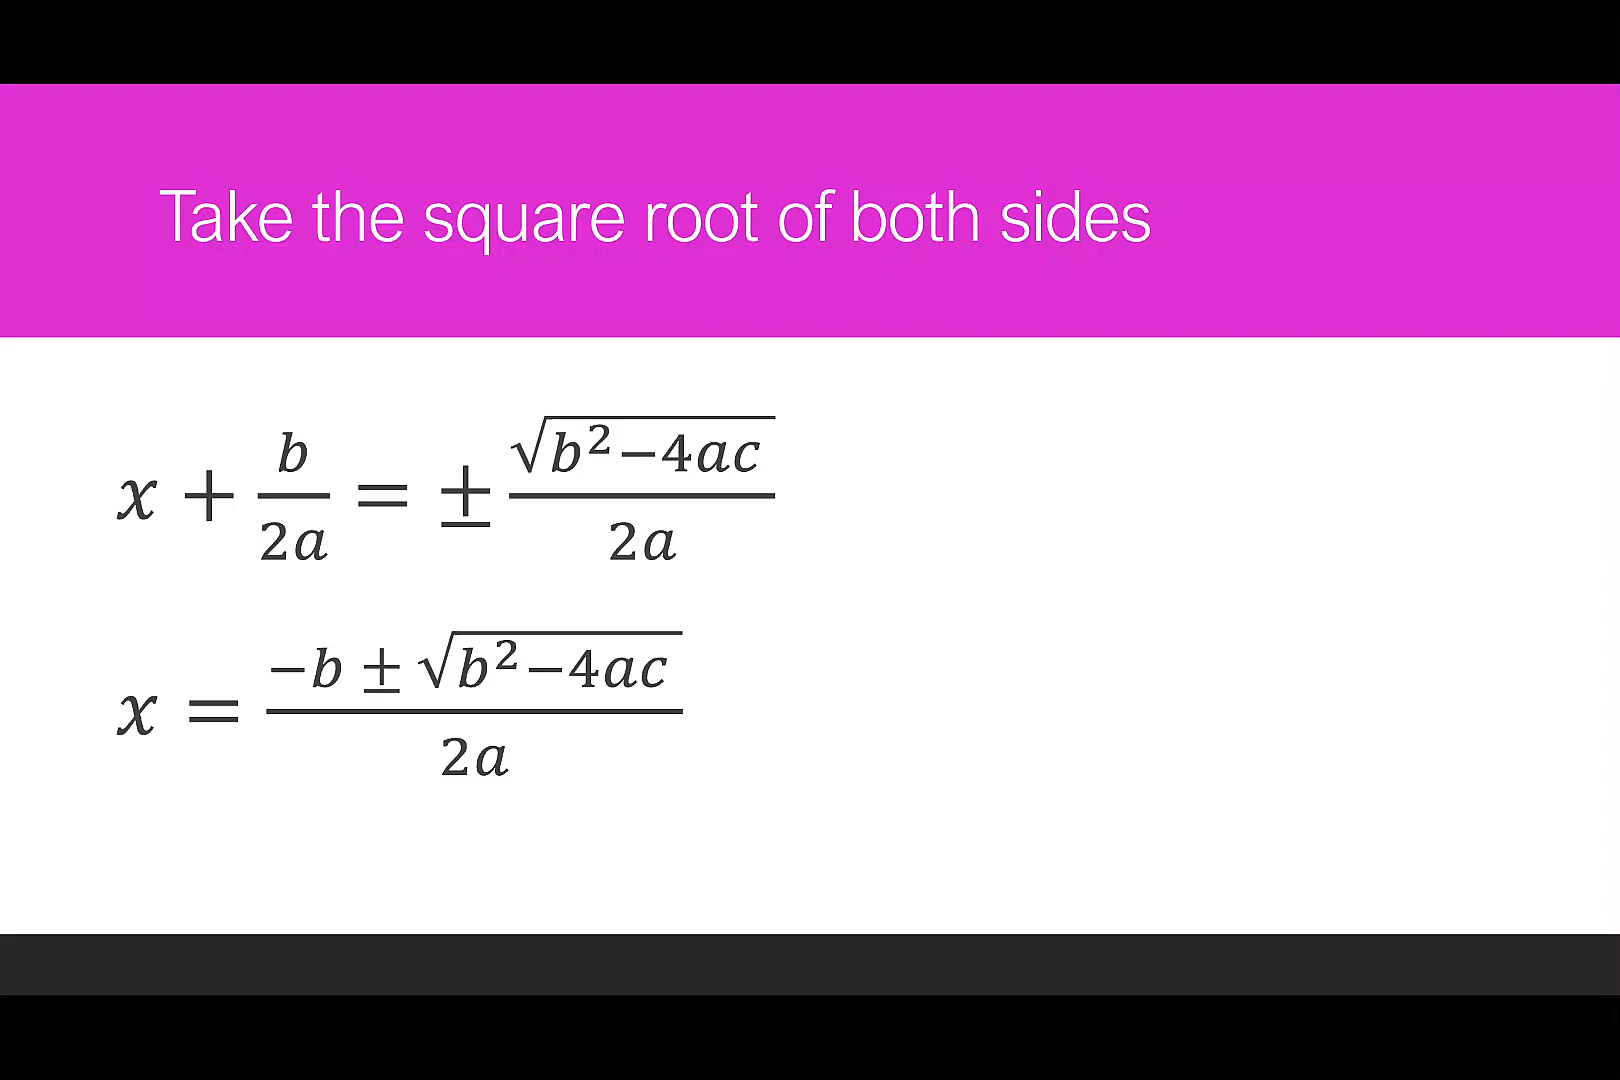 Take the square root of both sides
x + b/2a = ± √(b²−4ac)/2a
x = (−b ± √(b²−4ac))/2a